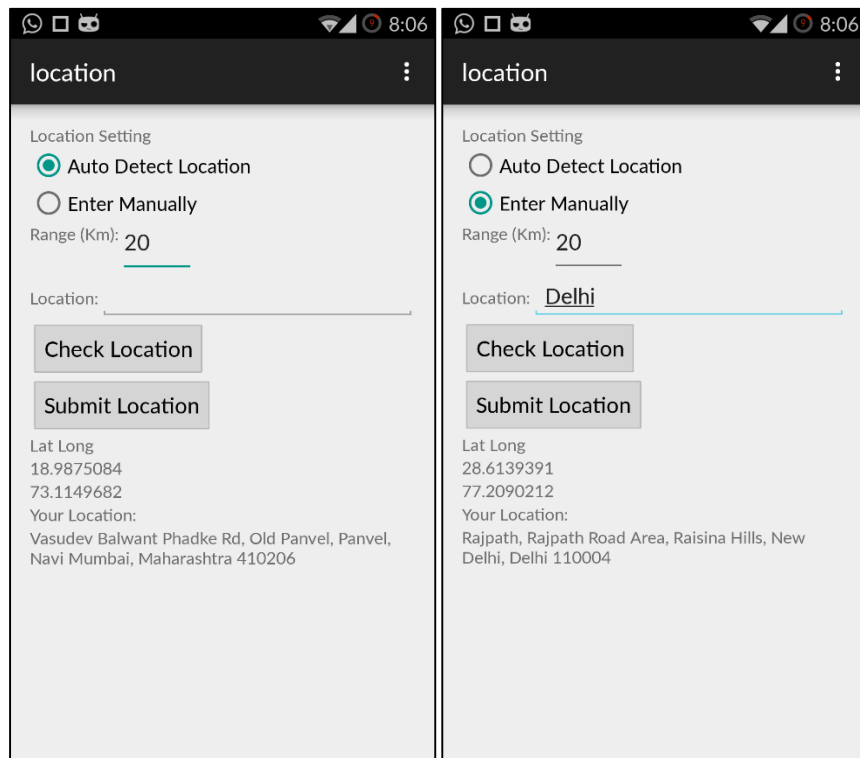 8:06
location
Location Setting
Auto Detect Location
Enter Manually
Range (Km): 20
Location:
Check Location
Submit Location
Lat Long
18.9875084
73.1149682
Your Location:
Vasudev Balwant Phadke Rd, Old Panvel, Panvel,
Navi Mumbai, Maharashtra 410206
8:06
location
Location Setting
Auto Detect Location
Enter Manually
Range (Km): 20
Location: Delhi
Check Location
Submit Location
Lat Long
28.6139391
77.2090212
Your Location:
Rajpath, Rajpath Road Area, Raisina Hills, New
Delhi, Delhi 110004